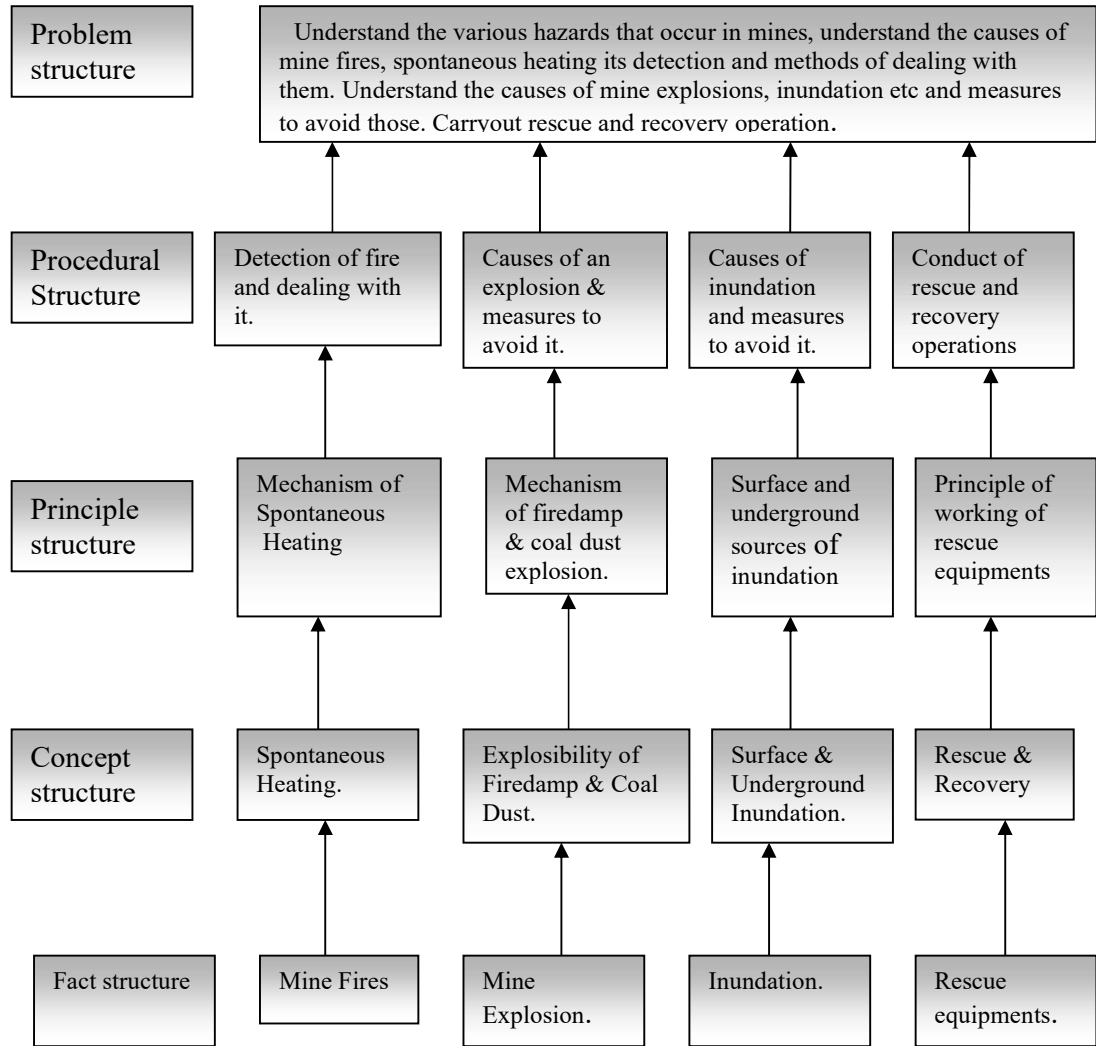 Problem
structure
Understand the various hazards that occur in mines, understand the causes of
mine fires, spontaneous heating its detection and methods of dealing with
them. Understand the causes of mine explosions, inundation etc and measures
to avoid those. Carryout rescue and recovery operation.
Procedural
Structure
Detection of fire
and dealing with
it.
Causes of an
explosion &
measures to
avoid it.
Causes of
inundation
and measures
to avoid it.
Conduct of
rescue and
recovery
operations
Principle
structure
Mechanism of
Spontaneous
Heating
Mechanism
of firedamp
& coal dust
explosion.
Surface and
underground
sources of
inundation
Principle of
working of
rescue
equipments
Concept
structure
Spontaneous
Heating.
Explosibility of
Firedamp & Coal
Dust.
Surface &
Underground
Inundation.
Rescue &
Recovery
Fact structure
Mine Fires
Mine
Explosion.
Inundation.
Rescue
equipments.